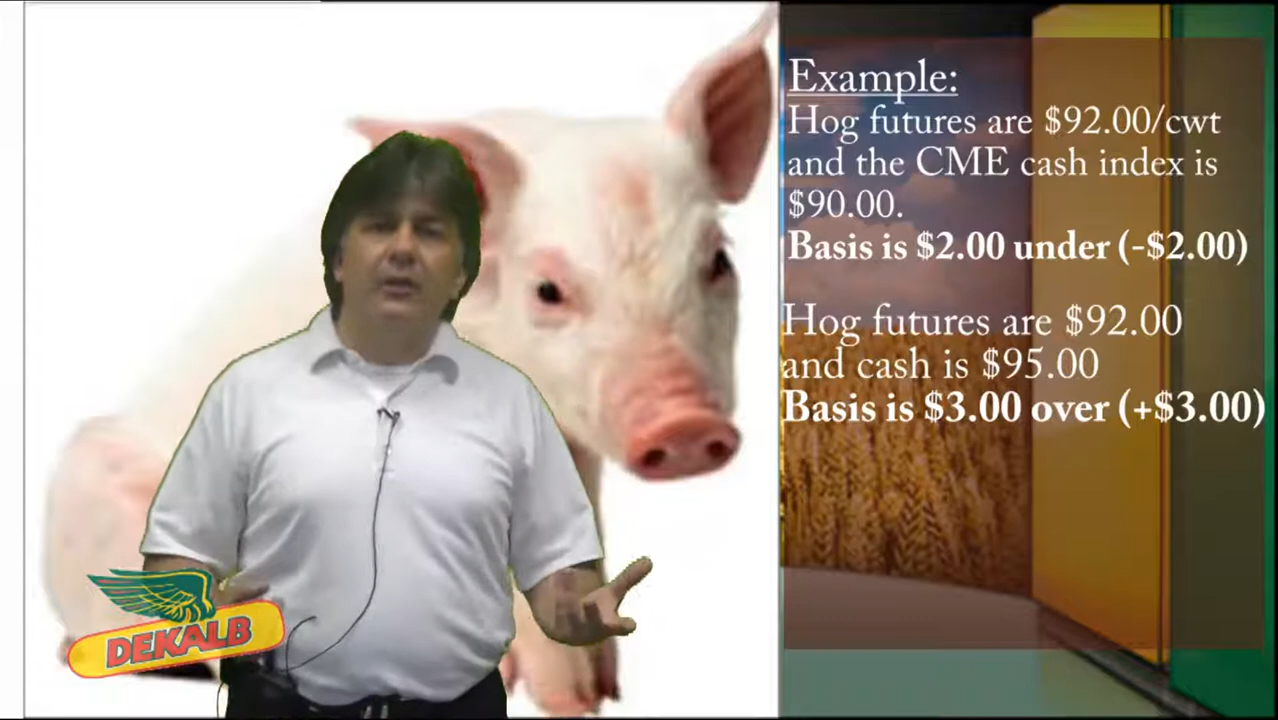 Example:
Hog futures are $92.00/cwt
and the CME cash index is
$90.00.
Basis is $2.00 under (-$2.00)
Hog futures are $92.00
and cash is $95.00
Basis is $3.00 over (+$3.00)
DEKALB